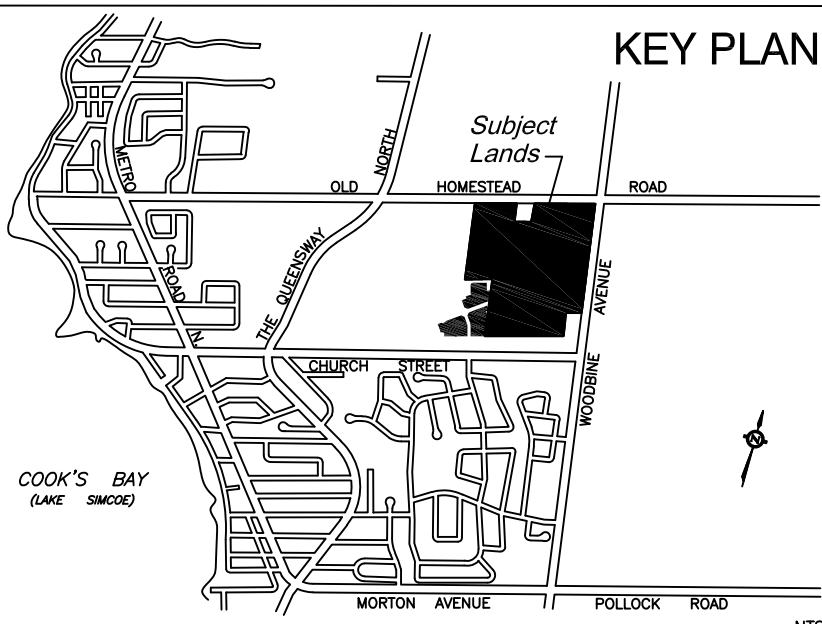 KEY PLAN
Subject
Lands
METRO
ROAD
N.
THE QUEENSWAY
NORTH
OLD HOMESTEAD ROAD
AVENUE
WOODBINE
CHURCH STREET
N
COOK'S BAY
(LAKE SIMCOE)
MORTON AVENUE
POLLOCK ROAD